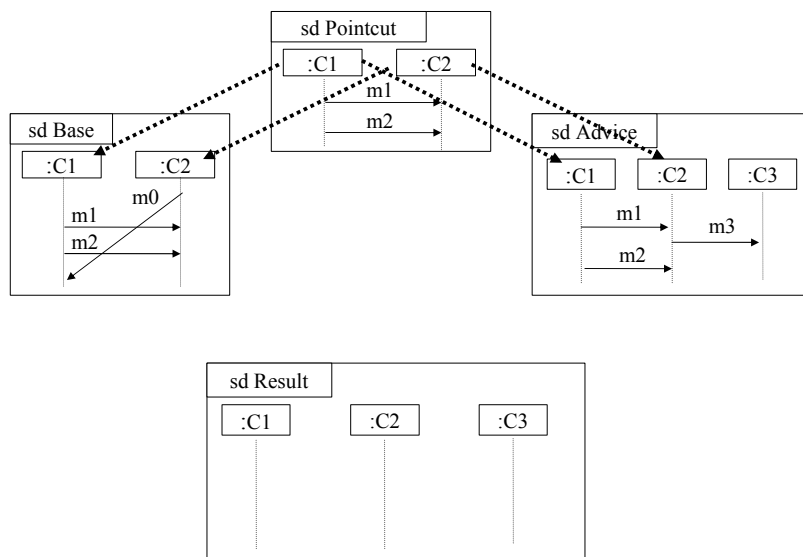 sd Pointcut
:C1 :C2
m1
m2
sd Base
:C1 :C2
m0
m1
m2
sd Advice
:C1 :C2 :C3
m1
m3
m2
sd Result
:C1 :C2 :C3